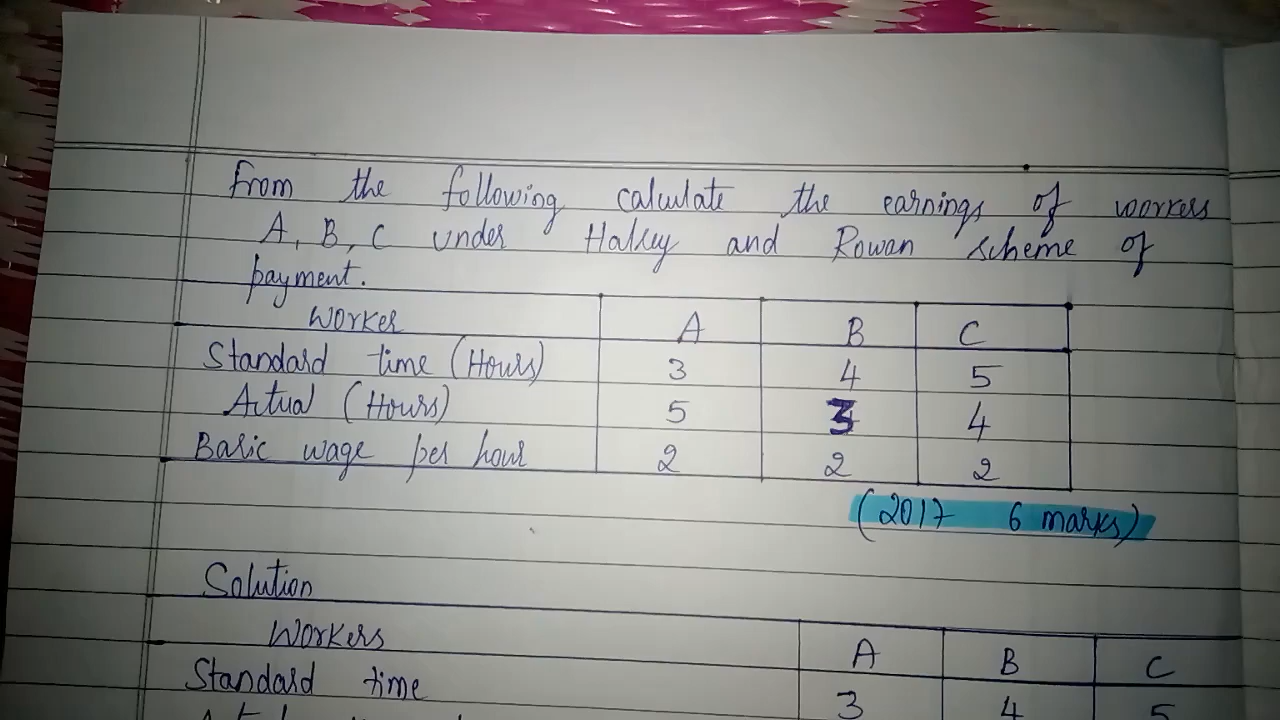 From the following calculate the earnings of workers
A, B, C under Halsey and Rowan scheme of
payment.
Worker A B C
Standard time (Hours) 3 4 5
Actual (Hours) 5 3 4
Basic wage per hour 2 2 2
(2017 6 marks)
Solution
Workers A B C
Standard time 3 4 5